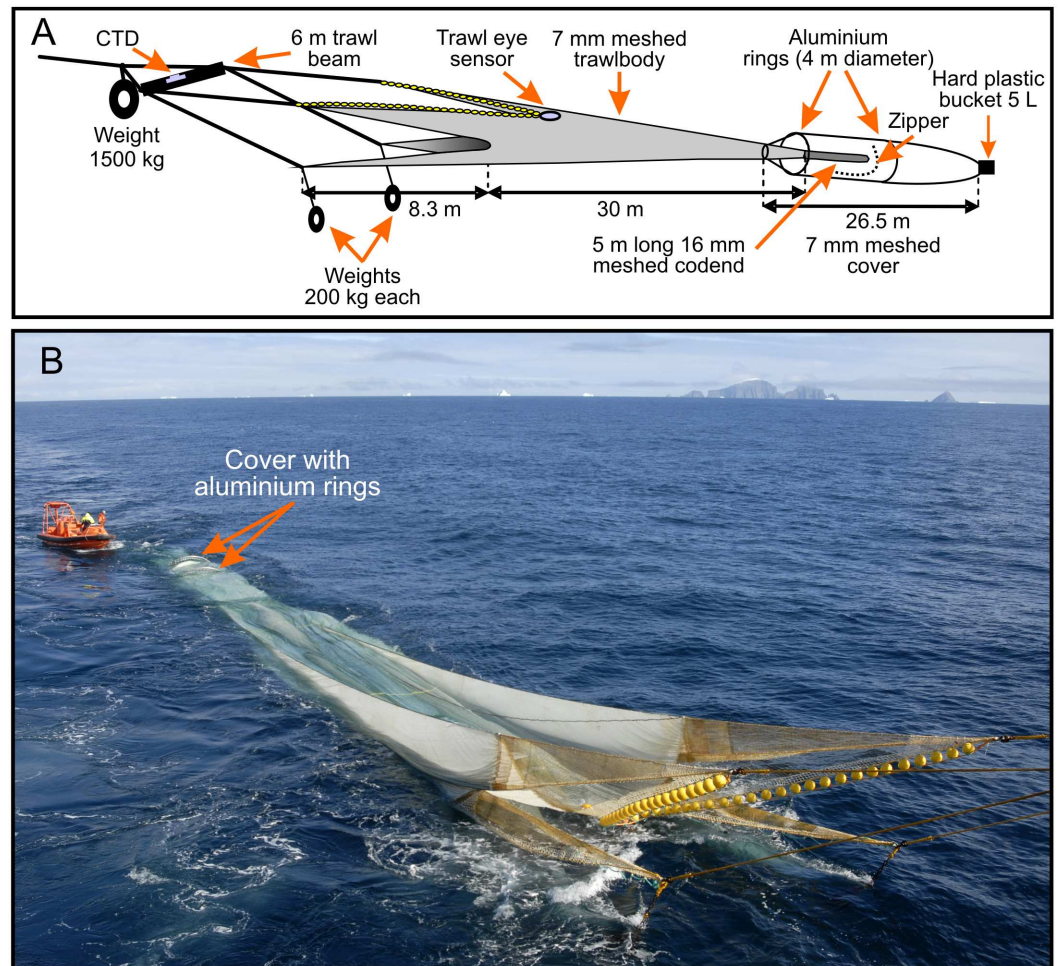 A
CTD
6 m trawl
beam
Trawl eye
sensor
7 mm meshed
trawlbody
Aluminium
rings (4 m diameter)
Hard plastic
bucket 5 L
Zipper
Weight
1500 kg
8.3 m
30 m
26.5 m
7 mm meshed
cover
5 m long 16 mm
meshed codend
Weights
200 kg each
B
Cover with
aluminium rings